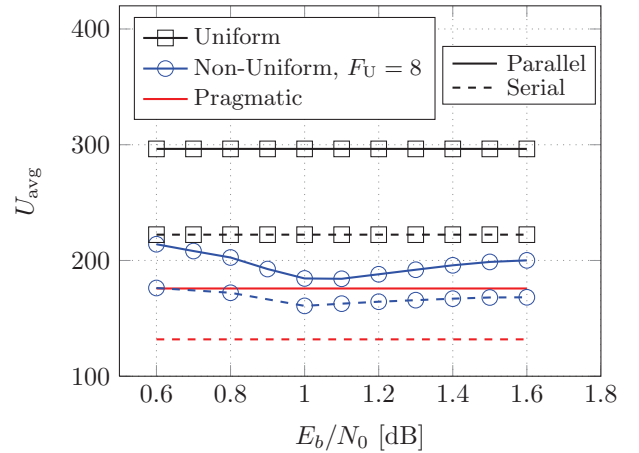 400
300
200
100
U_avg
Uniform
Non-Uniform, F_U = 8
Pragmatic
Parallel
Serial
0.6 0.8 1 1.2 1.4 1.6 1.8
E_b/N_0 [dB]